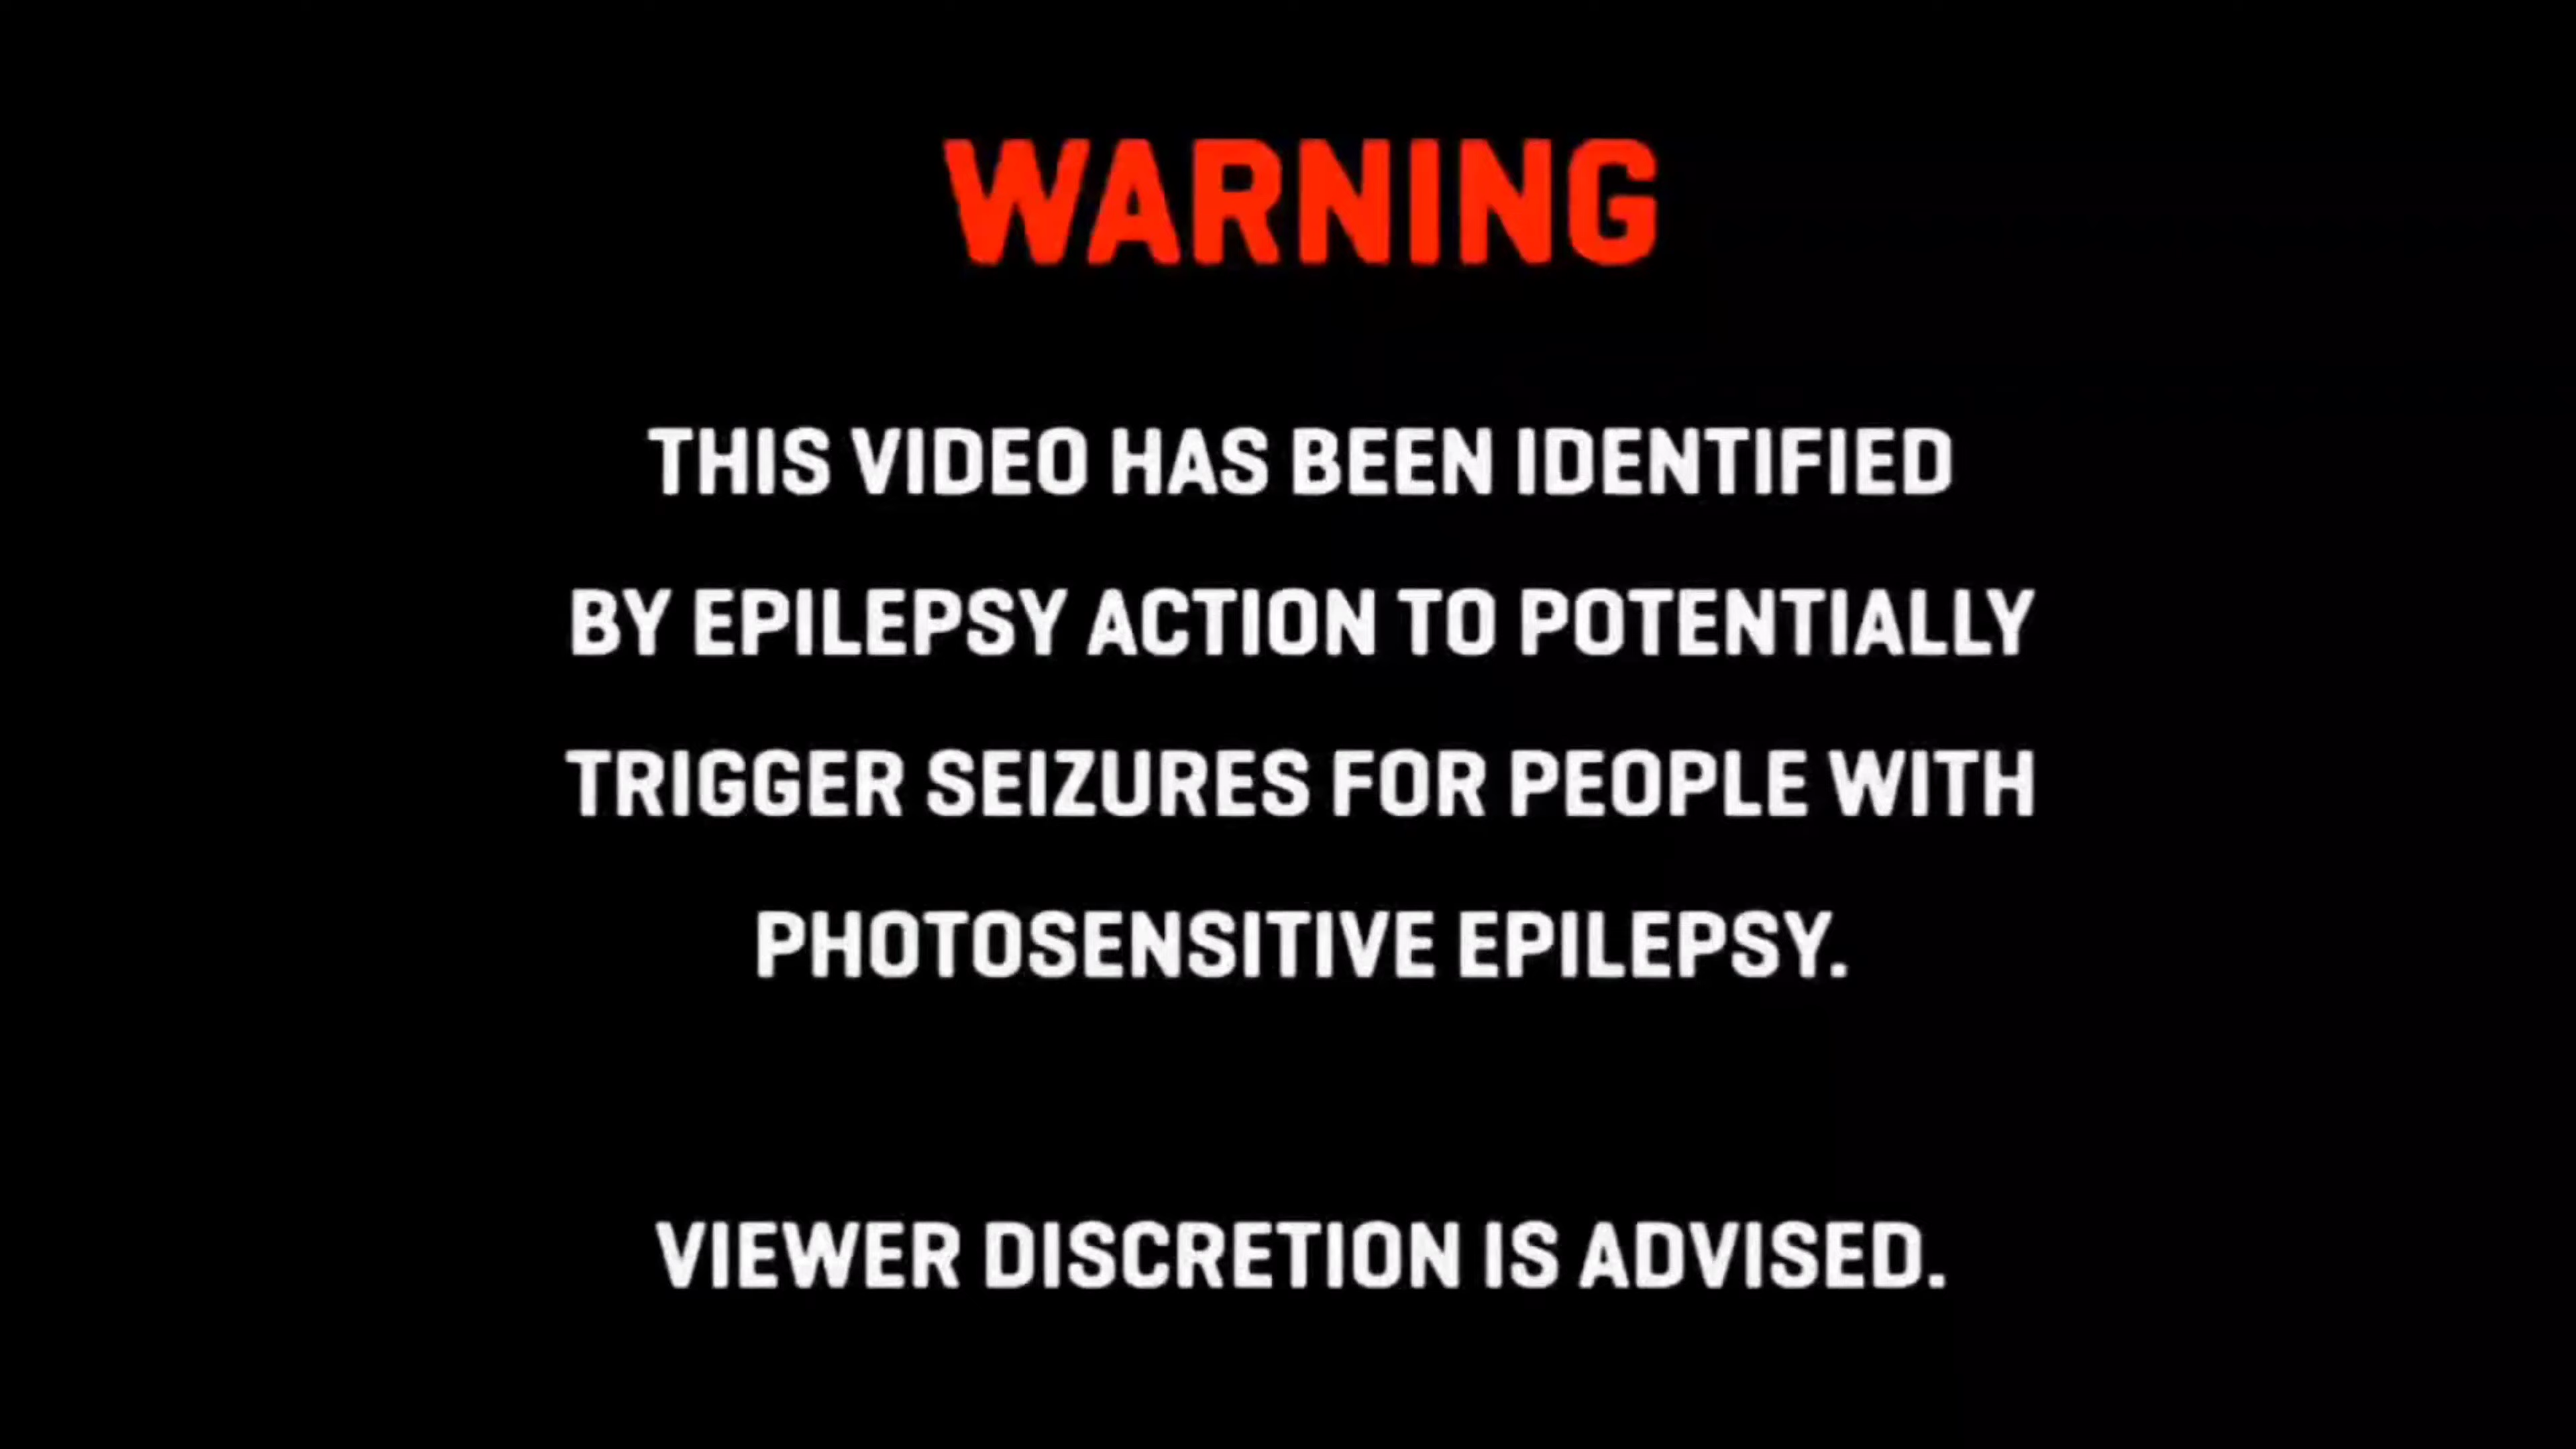 WARNING
THIS VIDEO HAS BEEN IDENTIFIED
BY EPILEPSY ACTION TO POTENTIALLY
TRIGGER SEIZURES FOR PEOPLE WITH
PHOTOSENSITIVE EPILEPSY.
VIEWER DISCRETION IS ADVISED.